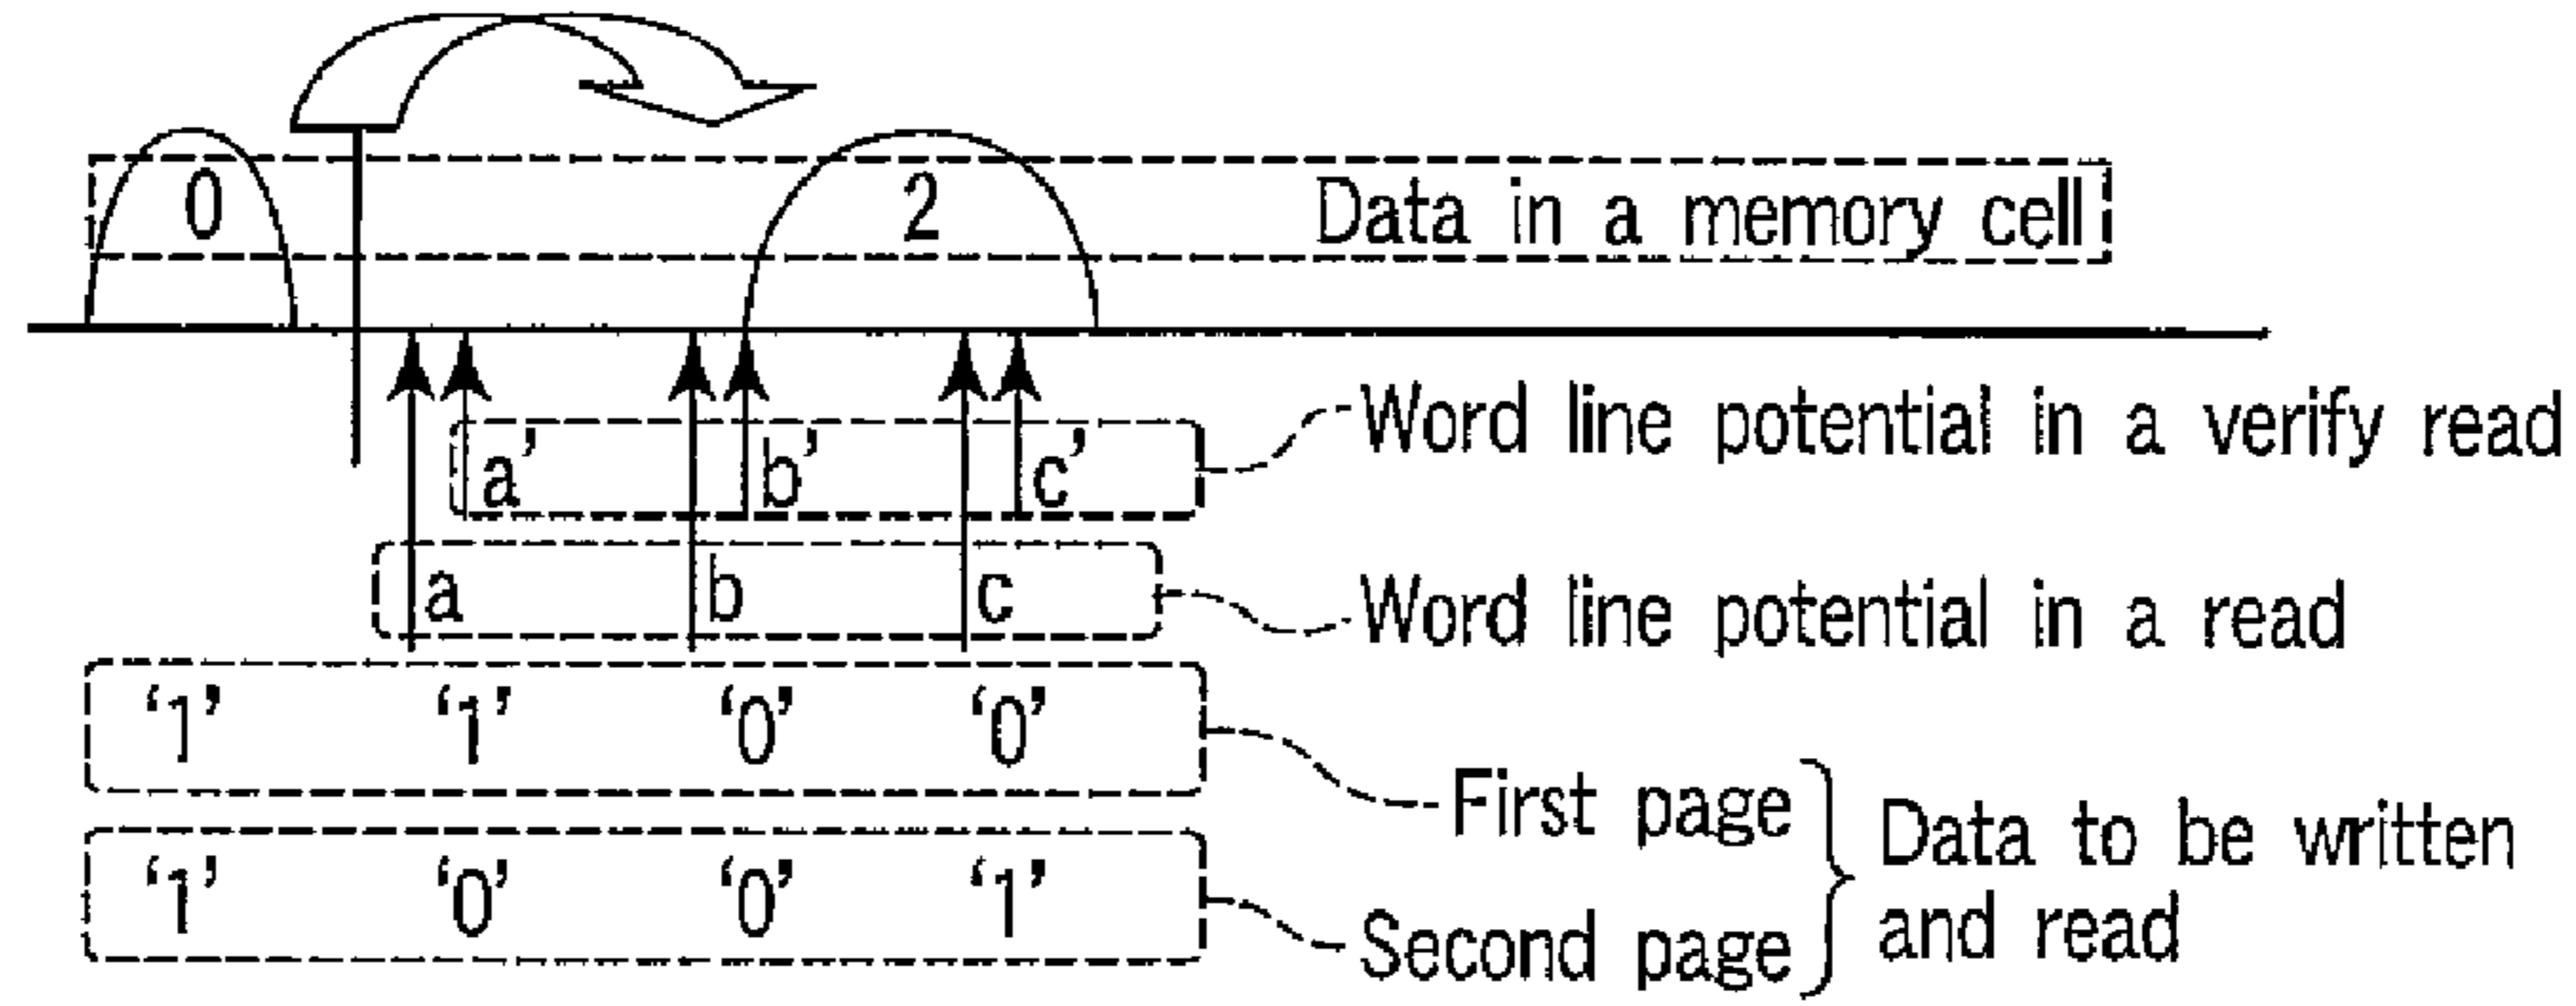 0 2 Data in a memory cell
a' b' c' Word line potential in a verify read
a b c Word line potential in a read
‘1’ ‘1’ ‘0’ ‘0’
First page
‘1’ ‘0’ ‘0’ ‘1’
Second page
Data to be written
and read